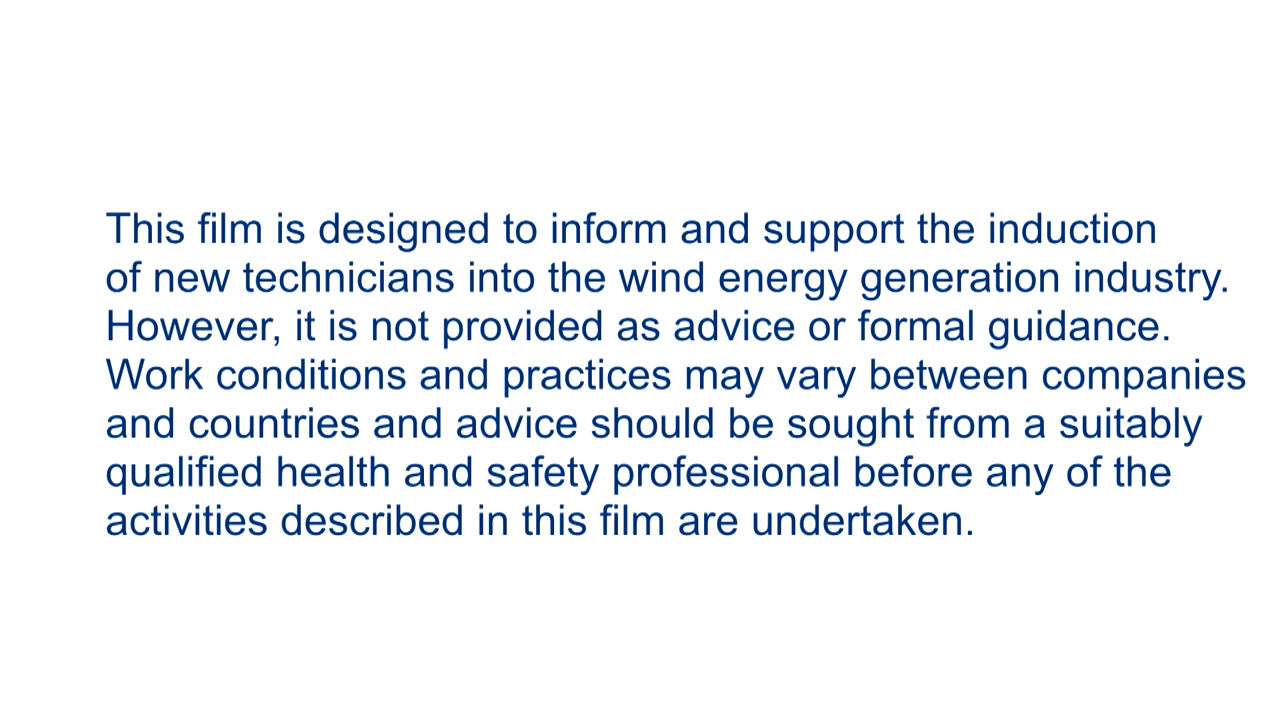 This film is designed to inform and support the induction
of new technicians into the wind energy generation industry.
However, it is not provided as advice or formal guidance.
Work conditions and practices may vary between companies
and countries and advice should be sought from a suitably
qualified health and safety professional before any of the
activities described in this film are undertaken.